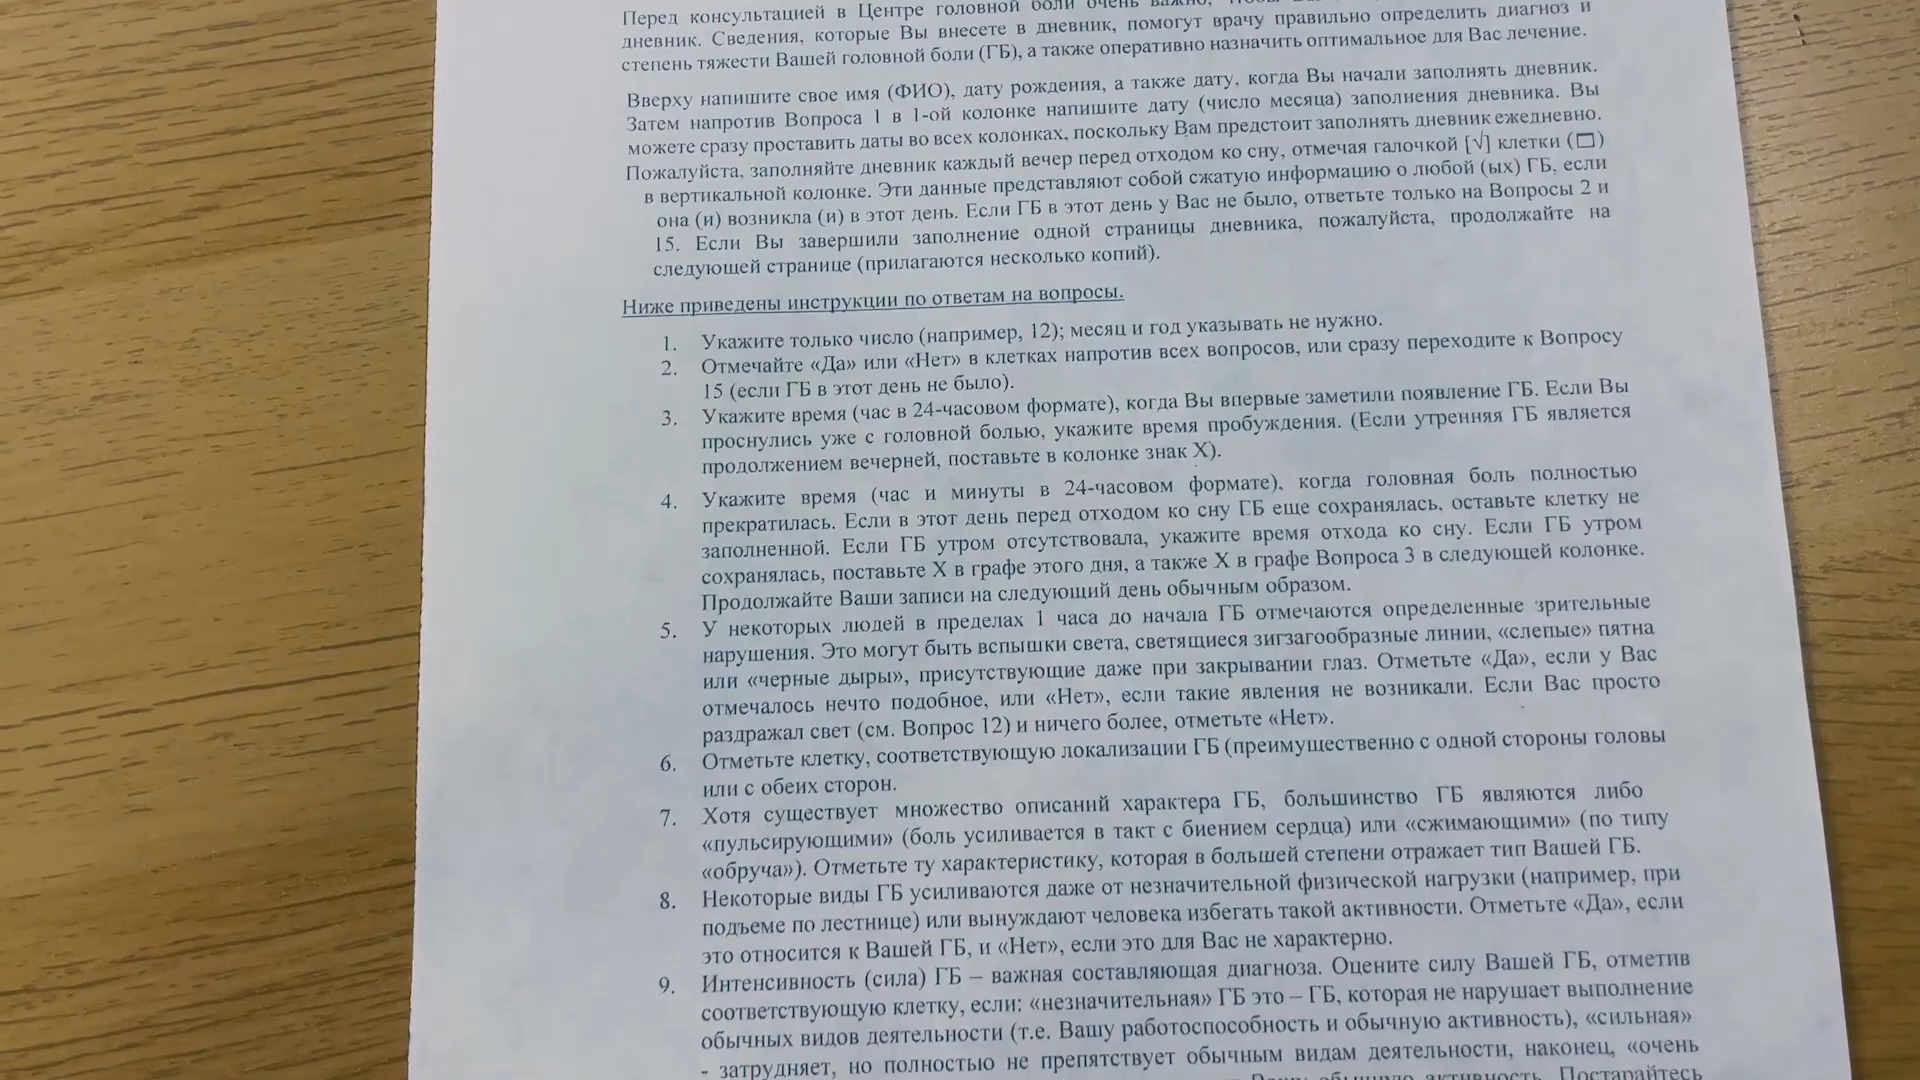 Перед консультацией в Центре головной боли очень важно,
дневник. Сведения, которые Вы внесете в дневник, помогут врачу правильно определить диагноз и
степень тяжести Вашей головной боли (ГБ), а также оперативно назначить оптимальное для Вас лечение.
Вверху напишите свое имя (ФИО), дату рождения, а также дату, когда Вы начали заполнять дневник.
Затем напротив Вопроса 1 в 1-ой колонке напишите дату (число месяца) заполнения дневника. Вы
можете сразу проставить даты во всех колонках, поскольку Вам предстоит заполнять дневник ежедневно.
Пожалуйста, заполняйте дневник каждый вечер перед отходом ко сну, отмечая галочкой [√] клетки (□)
в вертикальной колонке. Эти данные представляют собой сжатую информацию о любой (ых) ГБ, если
она (и) возникла (и) в этот день. Если ГБ в этот день у Вас не было, ответьте только на Вопросы 2 и
15. Если Вы завершили заполнение одной страницы дневника, пожалуйста, продолжайте на
следующей странице (прилагаются несколько копий).
Ниже приведены инструкции по ответам на вопросы.
1. Укажите только число (например, 12); месяц и год указывать не нужно.
2. Отмечайте «Да» или «Нет» в клетках напротив всех вопросов, или сразу переходите к Вопросу
15 (если ГБ в этот день не было).
3. Укажите время (час в 24-часовом формате), когда Вы впервые заметили появление ГБ. Если Вы
проснулись уже с головной болью, укажите время пробуждения. (Если утренняя ГБ является
продолжением вечерней, поставьте в колонке знак X).
4. Укажите время (час и минуты в 24-часовом формате), когда головная боль полностью
прекратилась. Если в этот день перед отходом ко сну ГБ еще сохранялась, оставьте клетку не
заполненной. Если ГБ утром отсутствовала, укажите время отхода ко сну. Если ГБ утром
сохранялась, поставьте X в графе этого дня, а также X в графе Вопроса 3 в следующей колонке.
Продолжайте Ваши записи на следующий день обычным образом.
5. У некоторых людей в пределах 1 часа до начала ГБ отмечаются определенные зрительные
нарушения. Это могут быть вспышки света, светящиеся зигзагообразные линии, «слепые» пятна
или «черные дыры», присутствующие даже при закрывании глаз. Отметьте «Да», если у Вас
отмечалось нечто подобное, или «Нет», если такие явления не возникали. Если Вас просто
раздражал свет (см. Вопрос 12) и ничего более, отметьте «Нет».
6. Отметьте клетку, соответствующую локализации ГБ (преимущественно с одной стороны головы
или с обеих сторон.
7. Хотя существует множество описаний характера ГБ, большинство ГБ являются либо
«пульсирующими» (боль усиливается в такт с биением сердца) или «сжимающими» (по типу
«обруча»). Отметьте ту характеристику, которая в большей степени отражает тип Вашей ГБ.
8. Некоторые виды ГБ усиливаются даже от незначительной физической нагрузки (например, при
подъеме по лестнице) или вынуждают человека избегать такой активности. Отметьте «Да», если
это относится к Вашей ГБ, и «Нет», если это для Вас не характерно.
9. Интенсивность (сила) ГБ – важная составляющая диагноза. Оцените силу Вашей ГБ, отметив
соответствующую клетку, если: «незначительная» ГБ это – ГБ, которая не нарушает выполнение
обычных видов деятельности (т.е. Вашу работоспособность и обычную активность), «сильная»
- затрудняет, но полностью не препятствует обычным видам деятельности, наконец, «очень
Вашу обычную активность. Постарайтесь